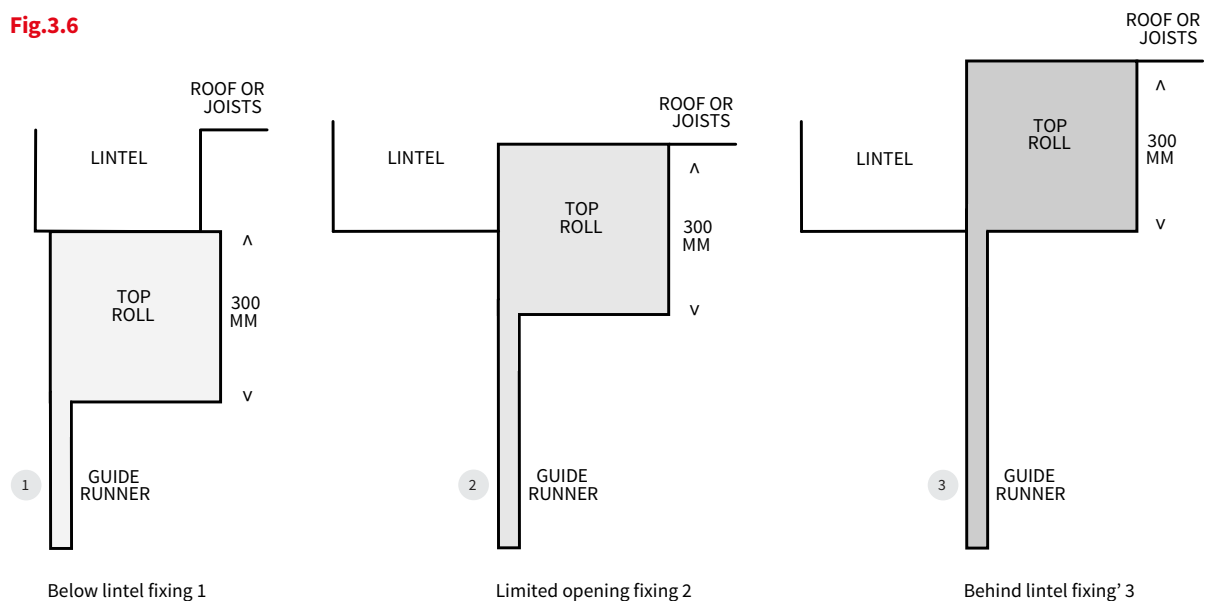 Fig.3.6
ROOF OR
JOISTS
LINTEL
TOP
ROLL
^
300
MM
v
1
GUIDE
RUNNER
Below lintel fixing 1
ROOF OR
JOISTS
LINTEL
TOP
ROLL
^
300
MM
v
2
GUIDE
RUNNER
Limited opening fixing 2
ROOF OR
JOISTS
LINTEL
TOP
ROLL
^
300
MM
v
3
GUIDE
RUNNER
Behind lintel fixing’ 3